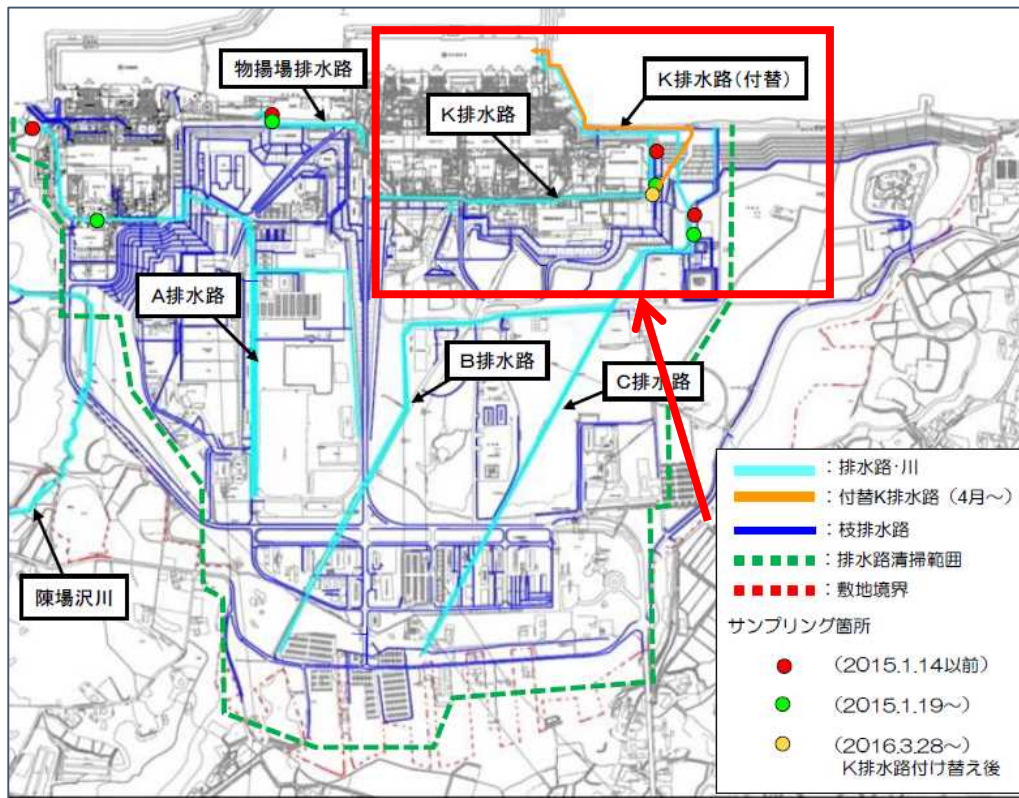 物揚場排水路
K排水路(付替)
K排水路
A排水路
B排水路
C排水路
陳場沢川
:排水路・川
:付替K排水路(4月~)
:枝排水路
:排水路清掃範囲
:敷地境界
サンプリング箇所
(2015.1.14以前)
(2015.1.19~)
(2016.3.28~)
K排水路付け替え後